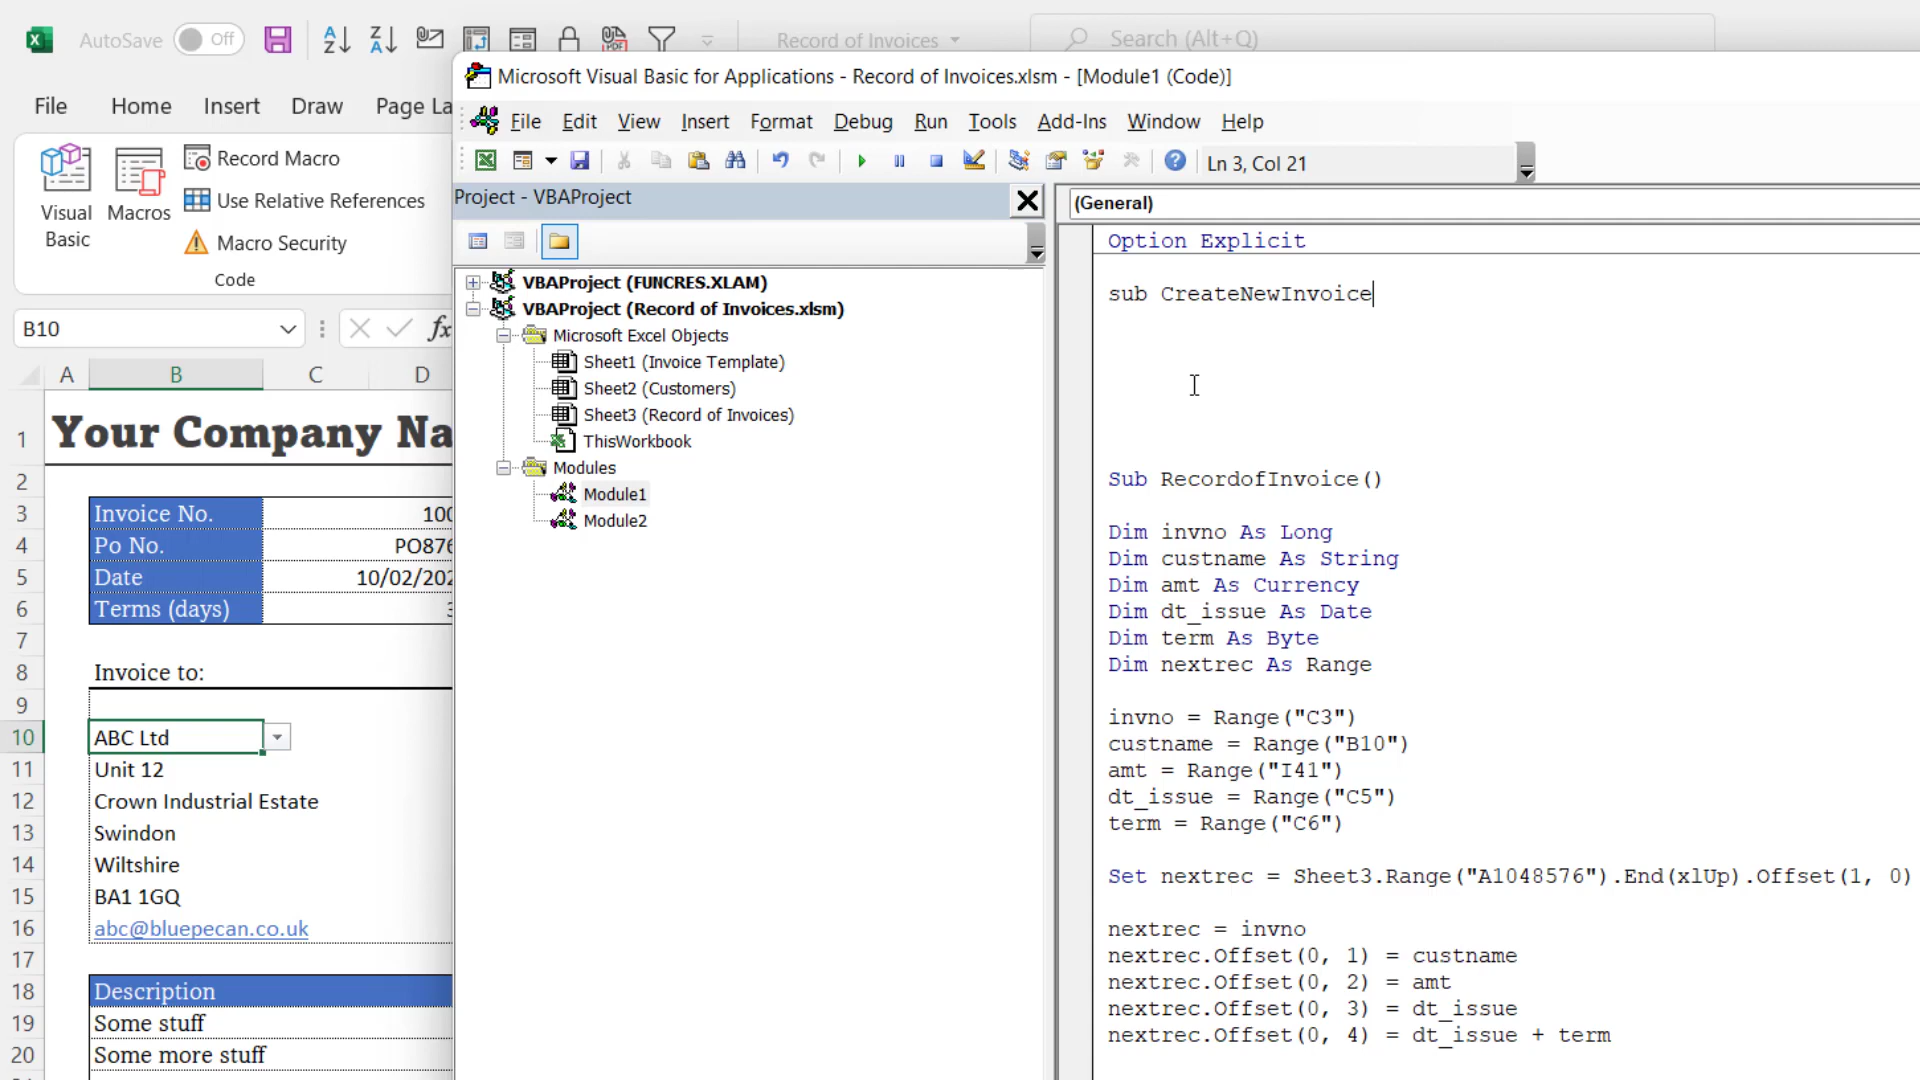 AutoSave Off
Record of Invoices
Search (Alt+Q)
File Home Insert Draw Page La
Visual Basic
Macros
Record Macro
Use Relative References
Macro Security
Code
B10
fx
A B C D
1 Your Company Na
2
3 Invoice No. 100
4 Po No. PO876
5 Date 10/02/202
6 Terms (days) 3
7
8 Invoice to:
9
10 ABC Ltd
11 Unit 12
12 Crown Industrial Estate
13 Swindon
14 Wiltshire
15 BA1 1GQ
16 abc@bluepecan.co.uk
17
18 Description
19 Some stuff
20 Some more stuff
Microsoft Visual Basic for Applications - Record of Invoices.xlsm - [Module1 (Code)]
File Edit View Insert Format Debug Run Tools Add-Ins Window Help
Ln 3, Col 21
Project - VBAProject
VBAProject (FUNCRES.XLAM)
VBAProject (Record of Invoices.xlsm)
Microsoft Excel Objects
Sheet1 (Invoice Template)
Sheet2 (Customers)
Sheet3 (Record of Invoices)
ThisWorkbook
Modules
Module1
Module2
(General)
Option Explicit
sub CreateNewInvoice
Sub RecordofInvoice()
Dim invno As Long
Dim custname As String
Dim amt As Currency
Dim dt_issue As Date
Dim term As Byte
Dim nextrec As Range
invno = Range("C3")
custname = Range("B10")
amt = Range("I41")
dt_issue = Range("C5")
term = Range("C6")
Set nextrec = Sheet3.Range("A1048576").End(xlUp).Offset(1, 0)
nextrec = invno
nextrec.Offset(0, 1) = custname
nextrec.Offset(0, 2) = amt
nextrec.Offset(0, 3) = dt_issue
nextrec.Offset(0, 4) = dt_issue + term